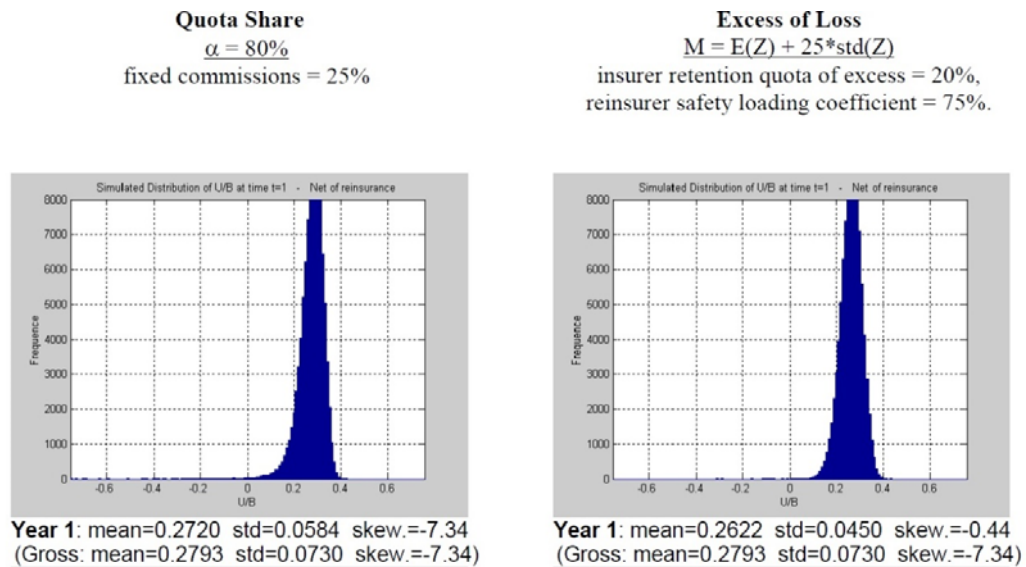 Quota Share
α = 80%
fixed commissions = 25%
Excess of Loss
M = E(Z) + 25*std(Z)
insurer retention quota of excess = 20%,
reinsurer safety loading coefficient = 75%.
Simulated Distribution of U/B at time t=1 - Net of reinsurance
8000
7000
6000
5000
4000
3000
2000
1000
0
Frequence
-0.6 -0.4 -0.2 0 0.2 0.4 0.6
U/B
Year 1: mean=0.2720 std=0.0584 skew.=-7.34
(Gross: mean=0.2793 std=0.0730 skew.=-7.34)
Simulated Distribution of U/B at time t=1 - Net of reinsurance
8000
7000
6000
5000
4000
3000
2000
1000
0
Frequence
-0.6 -0.4 -0.2 0 0.2 0.4 0.6
U/B
Year 1: mean=0.2622 std=0.0450 skew.=-0.44
(Gross: mean=0.2793 std=0.0730 skew.=-7.34)